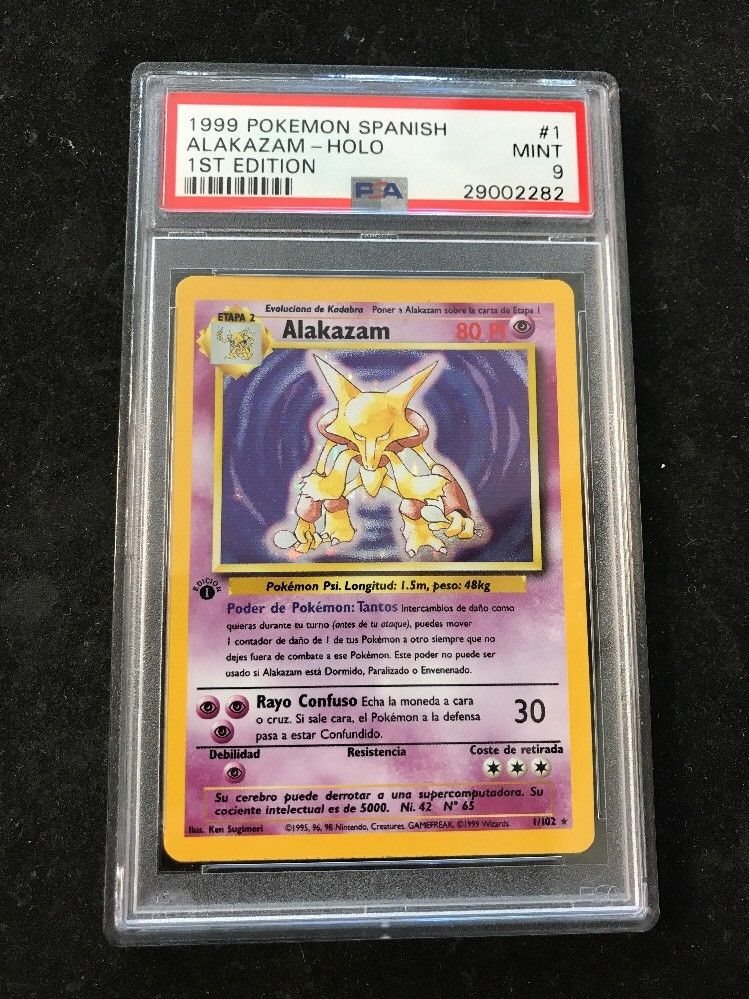 1999 POKEMON SPANISH #1
ALAKAZAM-HOLO MINT
1ST EDITION 9
PSA 29002282
Evoluciona de Kadabra Poner a Alakazam sobre la carta de Etapa 1
ETAPA 2
Alakazam 80 PS
Pokémon Psi. Longitud: 1.5m, peso: 48kg
EDICION 1
Poder de Pokémon: Tantos Intercambios de daño como
quieras durante tu turno (antes de tu ataque), puedes mover
1 contador de daño de 1 de tus Pokémon a otro siempre que no
dejes fuera de combate a ese Pokémon. Este poder no puede ser
usado si Alakazam está Dormido, Paralizado o Envenenado.
Rayo Confuso Echa la moneda a cara
o cruz. Si sale cara, el Pokémon a la defensa
pasa a estar Confundido.
30
Debilidad Resistencia Coste de retirada
Su cerebro puede derrotar a una supercomputadora. Su
cociente intelectual es de 5000. Ni. 42 Nº 65
Ilus. Ken Sugimori ©1995, 96, 98 Nintendo, Creatures, GAMEFREAK. ©1999 Wizards. 1/102 ★
PSA